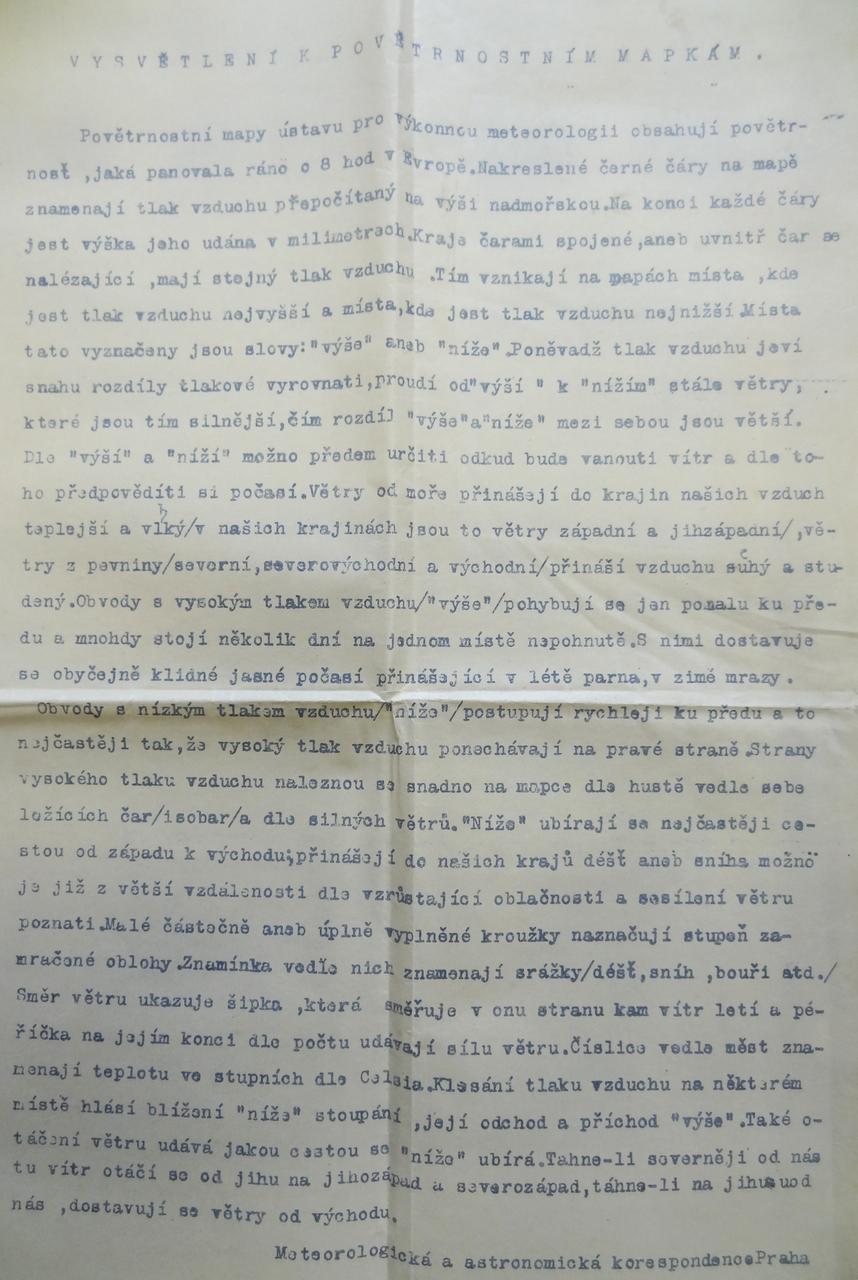 VYSVĚTLENÍ K POVĚTRNOSTNÍM MAPKÁM.
Povětrnostní mapy ústavu pro výkonnou meteorologii obsahují povětr-
nost ,jaká panovala ráno o 8 hod v Evropě.Nakreslené černé čáry na mapě
znamenají tlak vzduchu přepočítaný na výši nadmořskou.Na konci každé čáry
jest výška jeho udána v milimetrech.Kraje čarami spojené,aneb uvnitř čar se
nalézající ,mají stejný tlak vzduchu .Tím vznikají na mapách místa ,kde
jest tlak vzduchu nejvyšší a místa,kde jest tlak vzduchu nejnižší.Místa
tato vyznačeny jsou slovy:"výše" aneb "níže".Poněvadž tlak vzduchu jeví
snahu rozdíly tlakové vyrovnati,proudí od"výší " k "nížím" stále větry,
které jsou tím silnější,čím rozdíl "výše"a"níže" mezi sebou jsou větší.
Dle "výší" a "níží" možno předem určiti odkud bude vanouti vítr a dle to-
ho předpovědíti si počasí.Větry od moře přinášejí do krajin našich vzduch
teplejší a vlhký/v našich krajinách jsou to větry západní a jihzápadní/,vě-
try z pevniny/severní,severovýchodní a východní/přináší vzduchu suchý a stu-
dený.Obvody s vysokým tlakem vzduchu/"výše"/pohybují se jen pomalu ku pře-
du a mnohdy stojí několik dní na jednom místě nepohnutě.S nimi dostavuje
se obyčejně klidné jasné počasí přinášející v létě parna,v zimě mrazy.
Obvody s nízkým tlakem vzduchu/"níže"/postupují rychleji ku předu a to
nejčastěji tak,že vysoký tlak vzduchu ponechávají na pravé straně.Strany
vysokého tlaku vzduchu naleznou se snadno na mapce dle hustě vedle sebe
ležících čar/isobar/a dle silných větrů."Níže" ubírají se nejčastěji ce-
stou od západu k východu;přinášejí do našich krajů déšť aneb sníh možno
je již z větší vzdálenosti dle vzrůstající oblačnosti a sesílení větru
poznati.Malé částečně aneb úplně vyplněné kroužky naznačují stupeň za-
mračené oblohy.Znamínka vedle nich znamenají srážky/déšť,sníh ,bouři atd./
Směr větru ukazuje šipka ,která směřuje v onu stranu kam vítr letí a pé-
říčka na jejím konci dle počtu udávají sílu větru.Číslice vedle měst zna-
menají teplotu ve stupních dle Celsia.Klesání tlaku vzduchu na některém
místě hlásí blížení "níže" stoupání ,její odchod a příchod "výše".Také o-
táčení větru udává jakou cestou se "níže" ubírá.Táhne-li severněji od nás
tu vítr otáčí se od jihu na jihozápad a severozápad,táhne-li na jihu od
nás ,dostavují se větry od východu.
Meteorologická a astronomická korespondencePraha